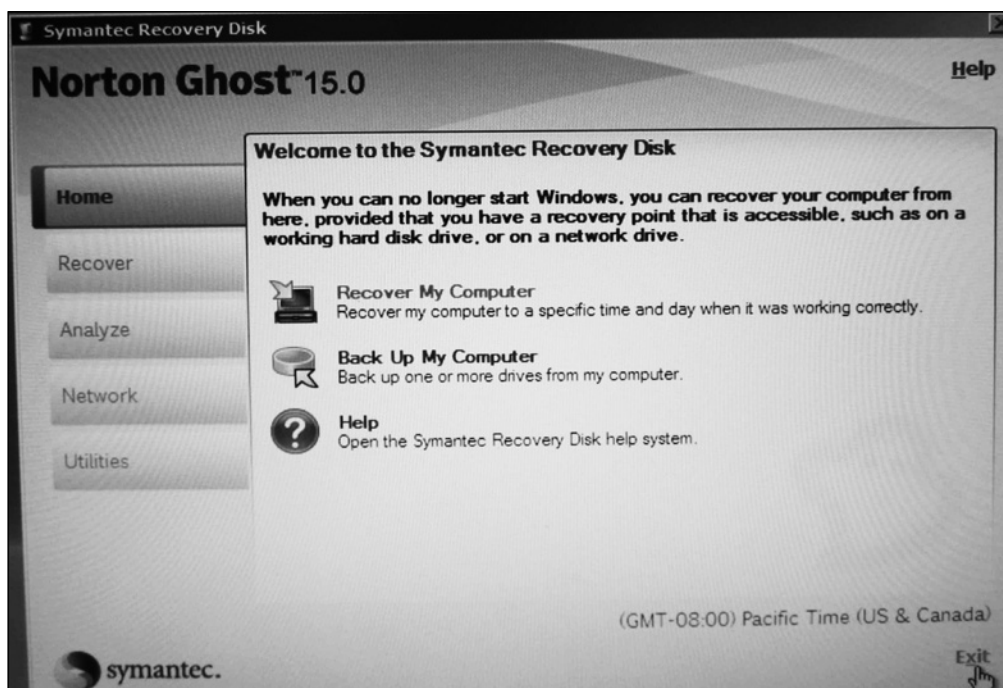 Symantec Recovery Disk
Norton Ghost™15.0
Help
Home
Recover
Analyze
Network
Utilities
Welcome to the Symantec Recovery Disk
When you can no longer start Windows, you can recover your computer from
here, provided that you have a recovery point that is accessible, such as on a
working hard disk drive, or on a network drive.
Recover My Computer
Recover my computer to a specific time and day when it was working correctly.
Back Up My Computer
Back up one or more drives from my computer.
Help
Open the Symantec Recovery Disk help system.
(GMT-08:00) Pacific Time (US & Canada)
symantec.
Exit